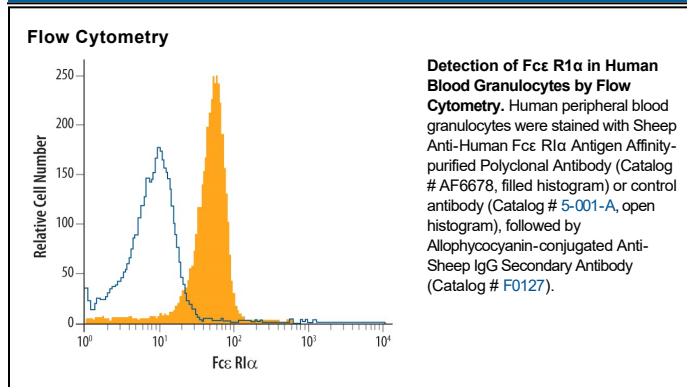 Flow Cytometry
250
200
150
100
50
0
Relative Cell Number
10⁰ 10¹ 10² 10³ 10⁴
Fcε RIα
Detection of Fcε R1α in Human
Blood Granulocytes by Flow
Cytometry. Human peripheral blood
granulocytes were stained with Sheep
Anti-Human Fcε RIα Antigen Affinity-
purified Polyclonal Antibody (Catalog
# AF6678, filled histogram) or control
antibody (Catalog # 5-001-A, open
histogram), followed by
Allophycocyanin-conjugated Anti-
Sheep IgG Secondary Antibody
(Catalog # F0127).